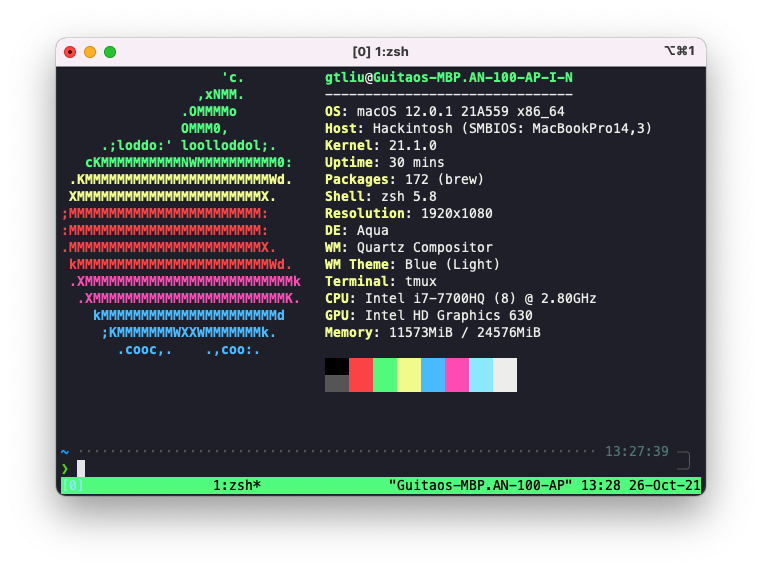 [0] 1:zsh
⌥⌘1
'c.
,xNMM.
.OMMMMo
OMMM0,
.;loddo:' loolloddol;.
cKMMMMMMMMMMNWMMMMMMMMMM0:
.KMMMMMMMMMMMMMMMMMMMMMMMWd.
XMMMMMMMMMMMMMMMMMMMMMMMX.
;MMMMMMMMMMMMMMMMMMMMMMMM:
:MMMMMMMMMMMMMMMMMMMMMMMM:
.MMMMMMMMMMMMMMMMMMMMMMMMX.
kMMMMMMMMMMMMMMMMMMMMMMMMWd.
.XMMMMMMMMMMMMMMMMMMMMMMMMMMk
.XMMMMMMMMMMMMMMMMMMMMMMMMK.
kMMMMMMMMMMMMMMMMMMMMMMd
;KMMMMMMMWXXWMMMMMMMk.
.cooc,.    .,coo:.
gtliu@Guitaos-MBP.AN-100-AP-I-N
-------------------------------
OS: macOS 12.0.1 21A559 x86_64
Host: Hackintosh (SMBIOS: MacBookPro14,3)
Kernel: 21.1.0
Uptime: 30 mins
Packages: 172 (brew)
Shell: zsh 5.8
Resolution: 1920x1080
DE: Aqua
WM: Quartz Compositor
WM Theme: Blue (Light)
Terminal: tmux
CPU: Intel i7-7700HQ (8) @ 2.80GHz
GPU: Intel HD Graphics 630
Memory: 11573MiB / 24576MiB
~ 13:27:39
❯
[0] 1:zsh* "Guitaos-MBP.AN-100-AP" 13:28 26-Oct-21